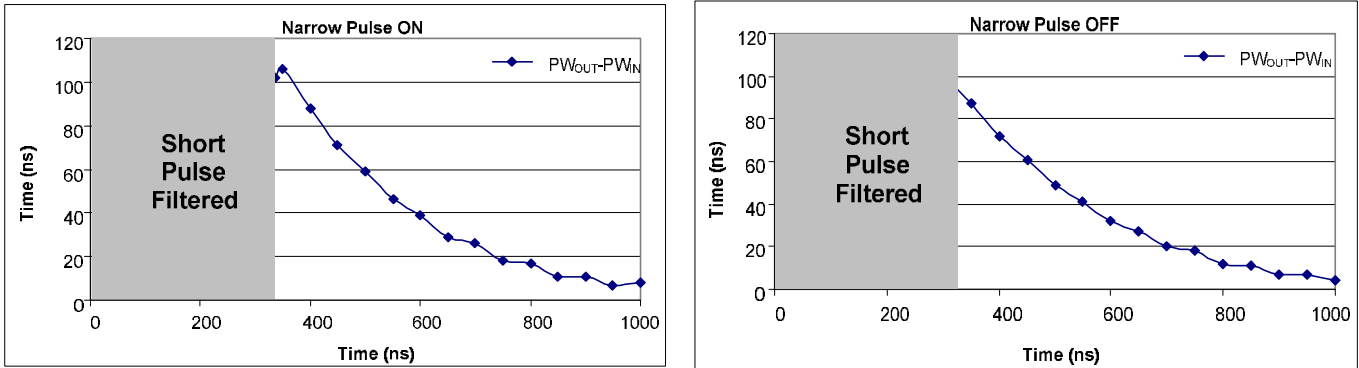 Narrow Pulse ON
120
100
80
60
40
20
0
Time (ns)
Short
Pulse
Filtered
PWOUT-PWIN
0 200 400 600 800 1000
Time (ns)
Narrow Pulse OFF
120
100
80
60
40
20
0
Time (ns)
Short
Pulse
Filtered
PWOUT-PWIN
0 200 400 600 800 1000
Time (ns)